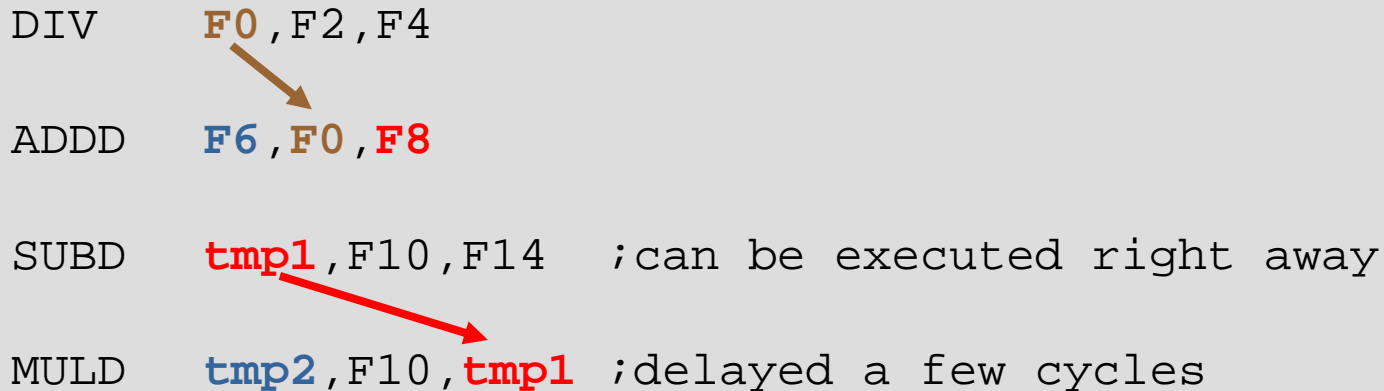 DIV F0,F2,F4
ADDD F6,F0,F8
SUBD tmp1,F10,F14 ;can be executed right away
MULD tmp2,F10,tmp1 ;delayed a few cycles